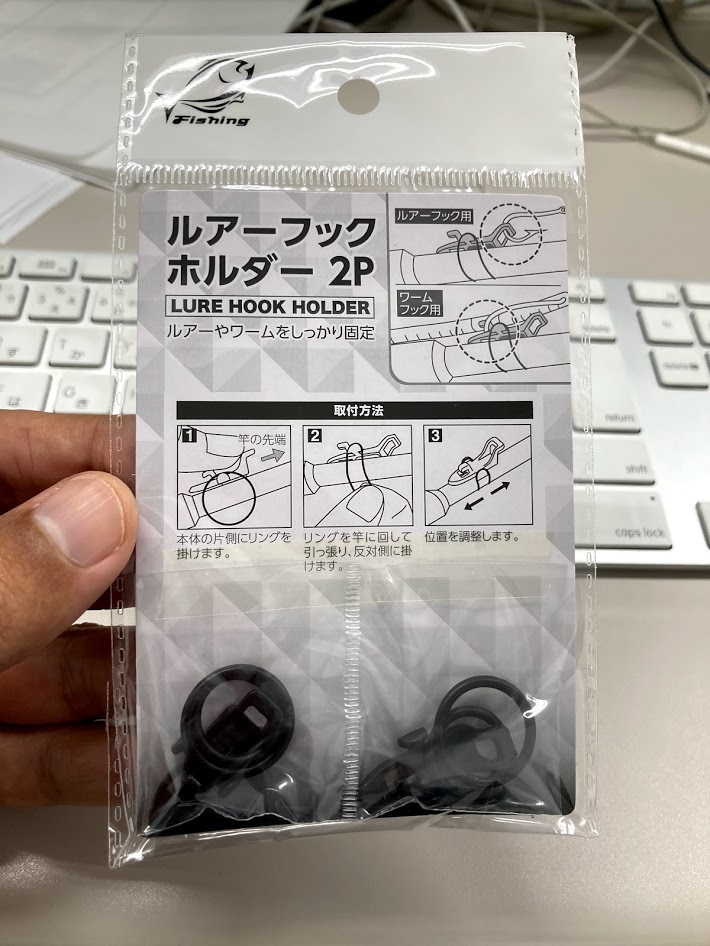 Fishing
ルアーフック
ホルダー 2P
LURE HOOK HOLDER
ルアーやワームをしっかり固定
ルアーフック用
ワーム
フック用
取付方法
1
竿の先端
本体の片側にリングを
掛けます。
2
リングを竿に回して
引っ張り、反対側に掛
けます。
3
位置を調整します。
return
shift
caps lock